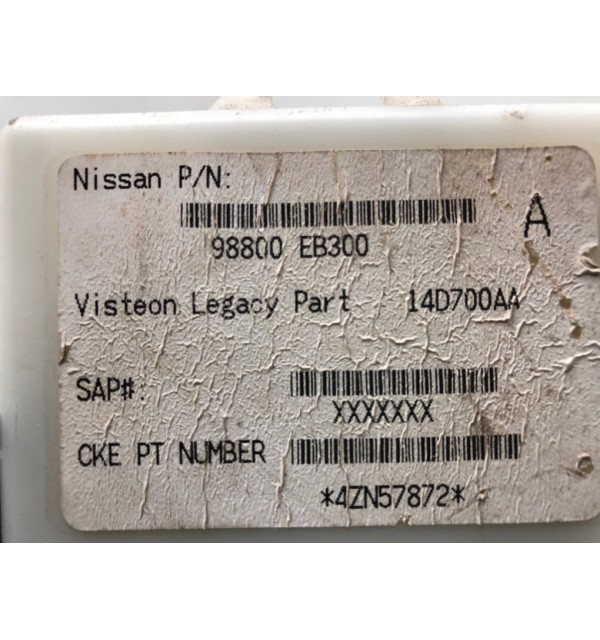 Nissan P/N:
A
98800 EB300
Visteon Legacy Part 14D700AA
SAP#:
XXXXXXX
CKE PT NUMBER
*4ZN57872*